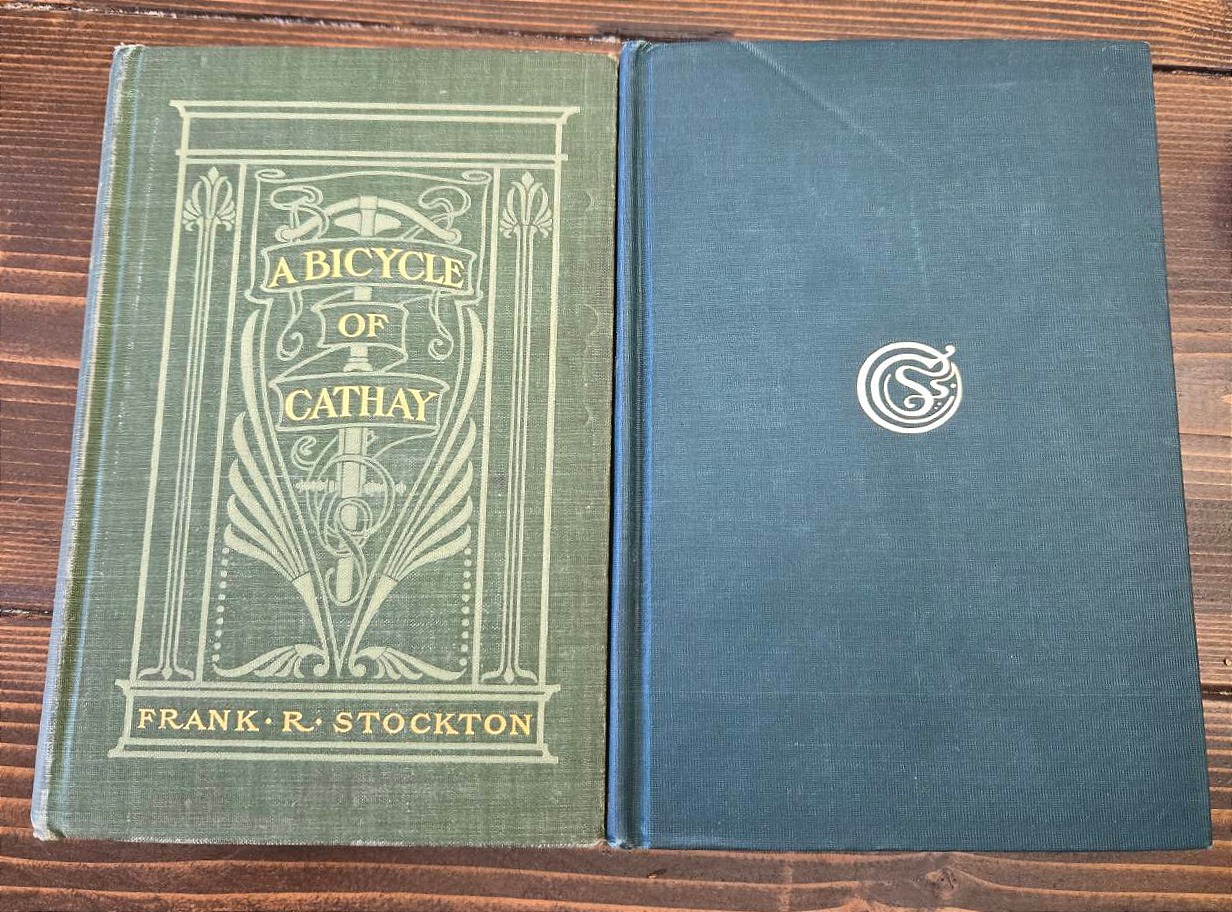 A BICYCLE
OF
CATHAY
FRANK · R · STOCKTON